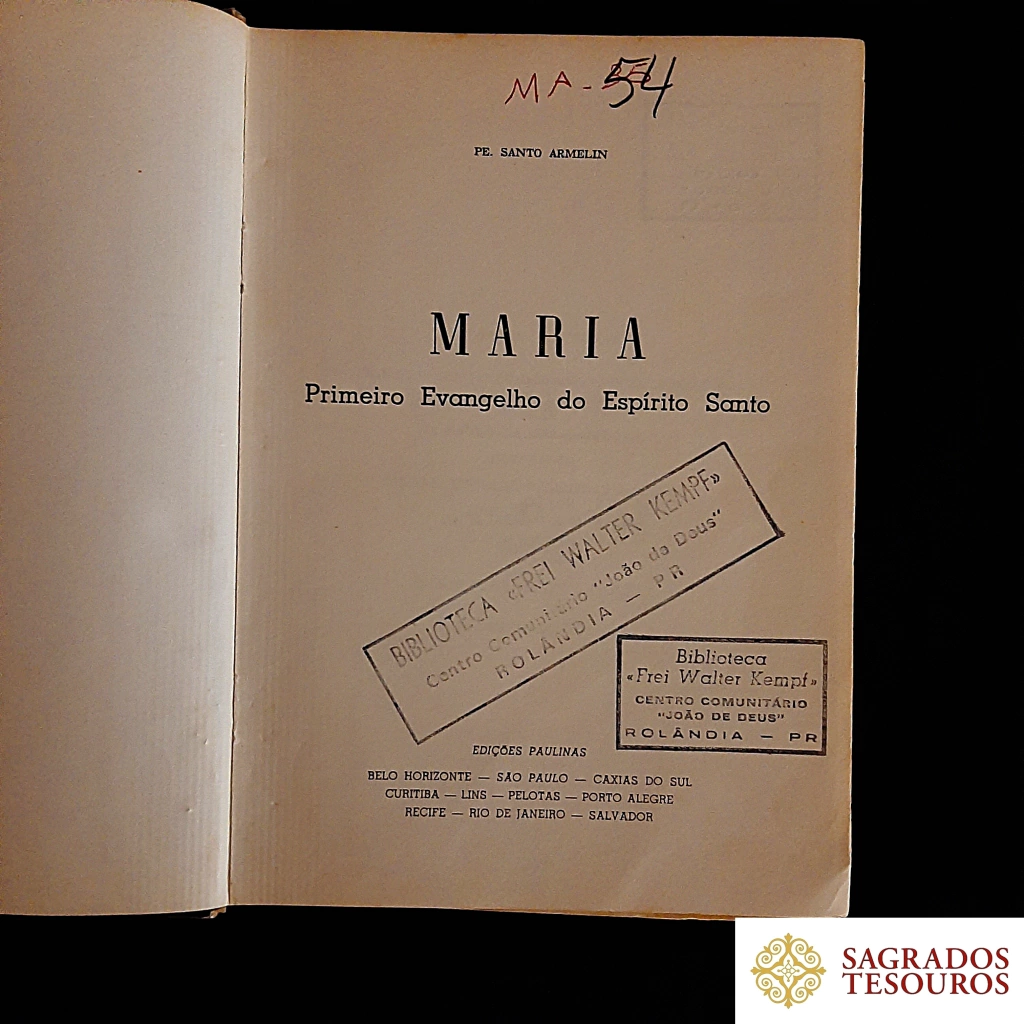 MA - 54
PE. SANTO ARMELIN
MARIA
Primeiro Evangelho do Espírito Santo
BIBLIOTECA «FREI WALTER KEMPF»
Centro Comunitário "João de Deus"
ROLÂNDIA — PR
Biblioteca
«Frei Walter Kempf»
CENTRO COMUNITÁRIO
"JOÃO DE DEUS"
ROLÂNDIA — PR
EDIÇÕES PAULINAS
BELO HORIZONTE — SÃO PAULO — CAXIAS DO SUL
CURITIBA — LINS — PELOTAS — PORTO ALEGRE
RECIFE — RIO DE JANEIRO — SALVADOR
SAGRADOS
TESOUROS